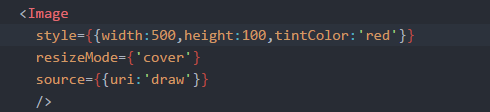 <Image
style={{width:500,height:100,tintColor:'red'}}
resizeMode={'cover'}
source={{uri:'draw'}}
/>